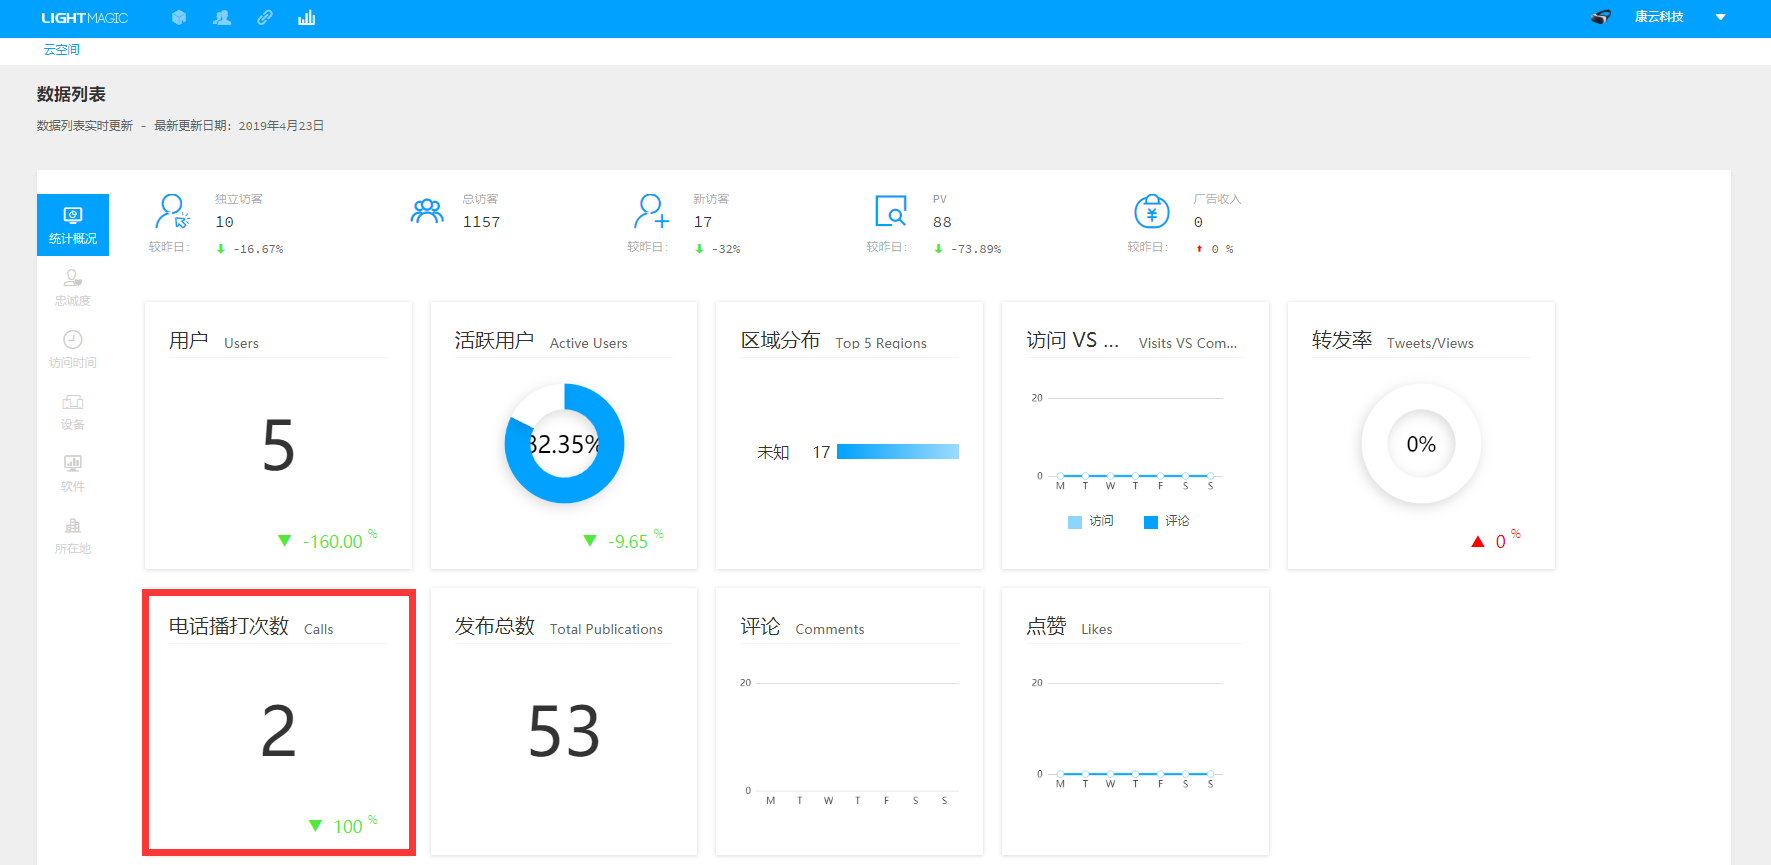 LIGHTMAGIC
康云科技
云空间
数据列表
数据列表实时更新 - 最新更新日期: 2019年4月23日
统计概况
忠诚度
访问时间
设备
软件
所在地
独立访客
10
较昨日: -16.67%
总访客
1157
新访客
17
较昨日: -32%
PV
88
较昨日: -73.89%
广告收入
0
较昨日: 0 %
用户 Users
5
-160.00 %
活跃用户 Active Users
82.35%
-9.65 %
区域分布 Top 5 Regions
未知 17
访问 VS ... Visits VS Com...
20
0
M T W T F S S
访问 评论
转发率 Tweets/Views
0%
0 %
电话播打次数 Calls
2
100 %
发布总数 Total Publications
53
评论 Comments
20
0
M T W T F S S
点赞 Likes
20
0
M T W T F S S